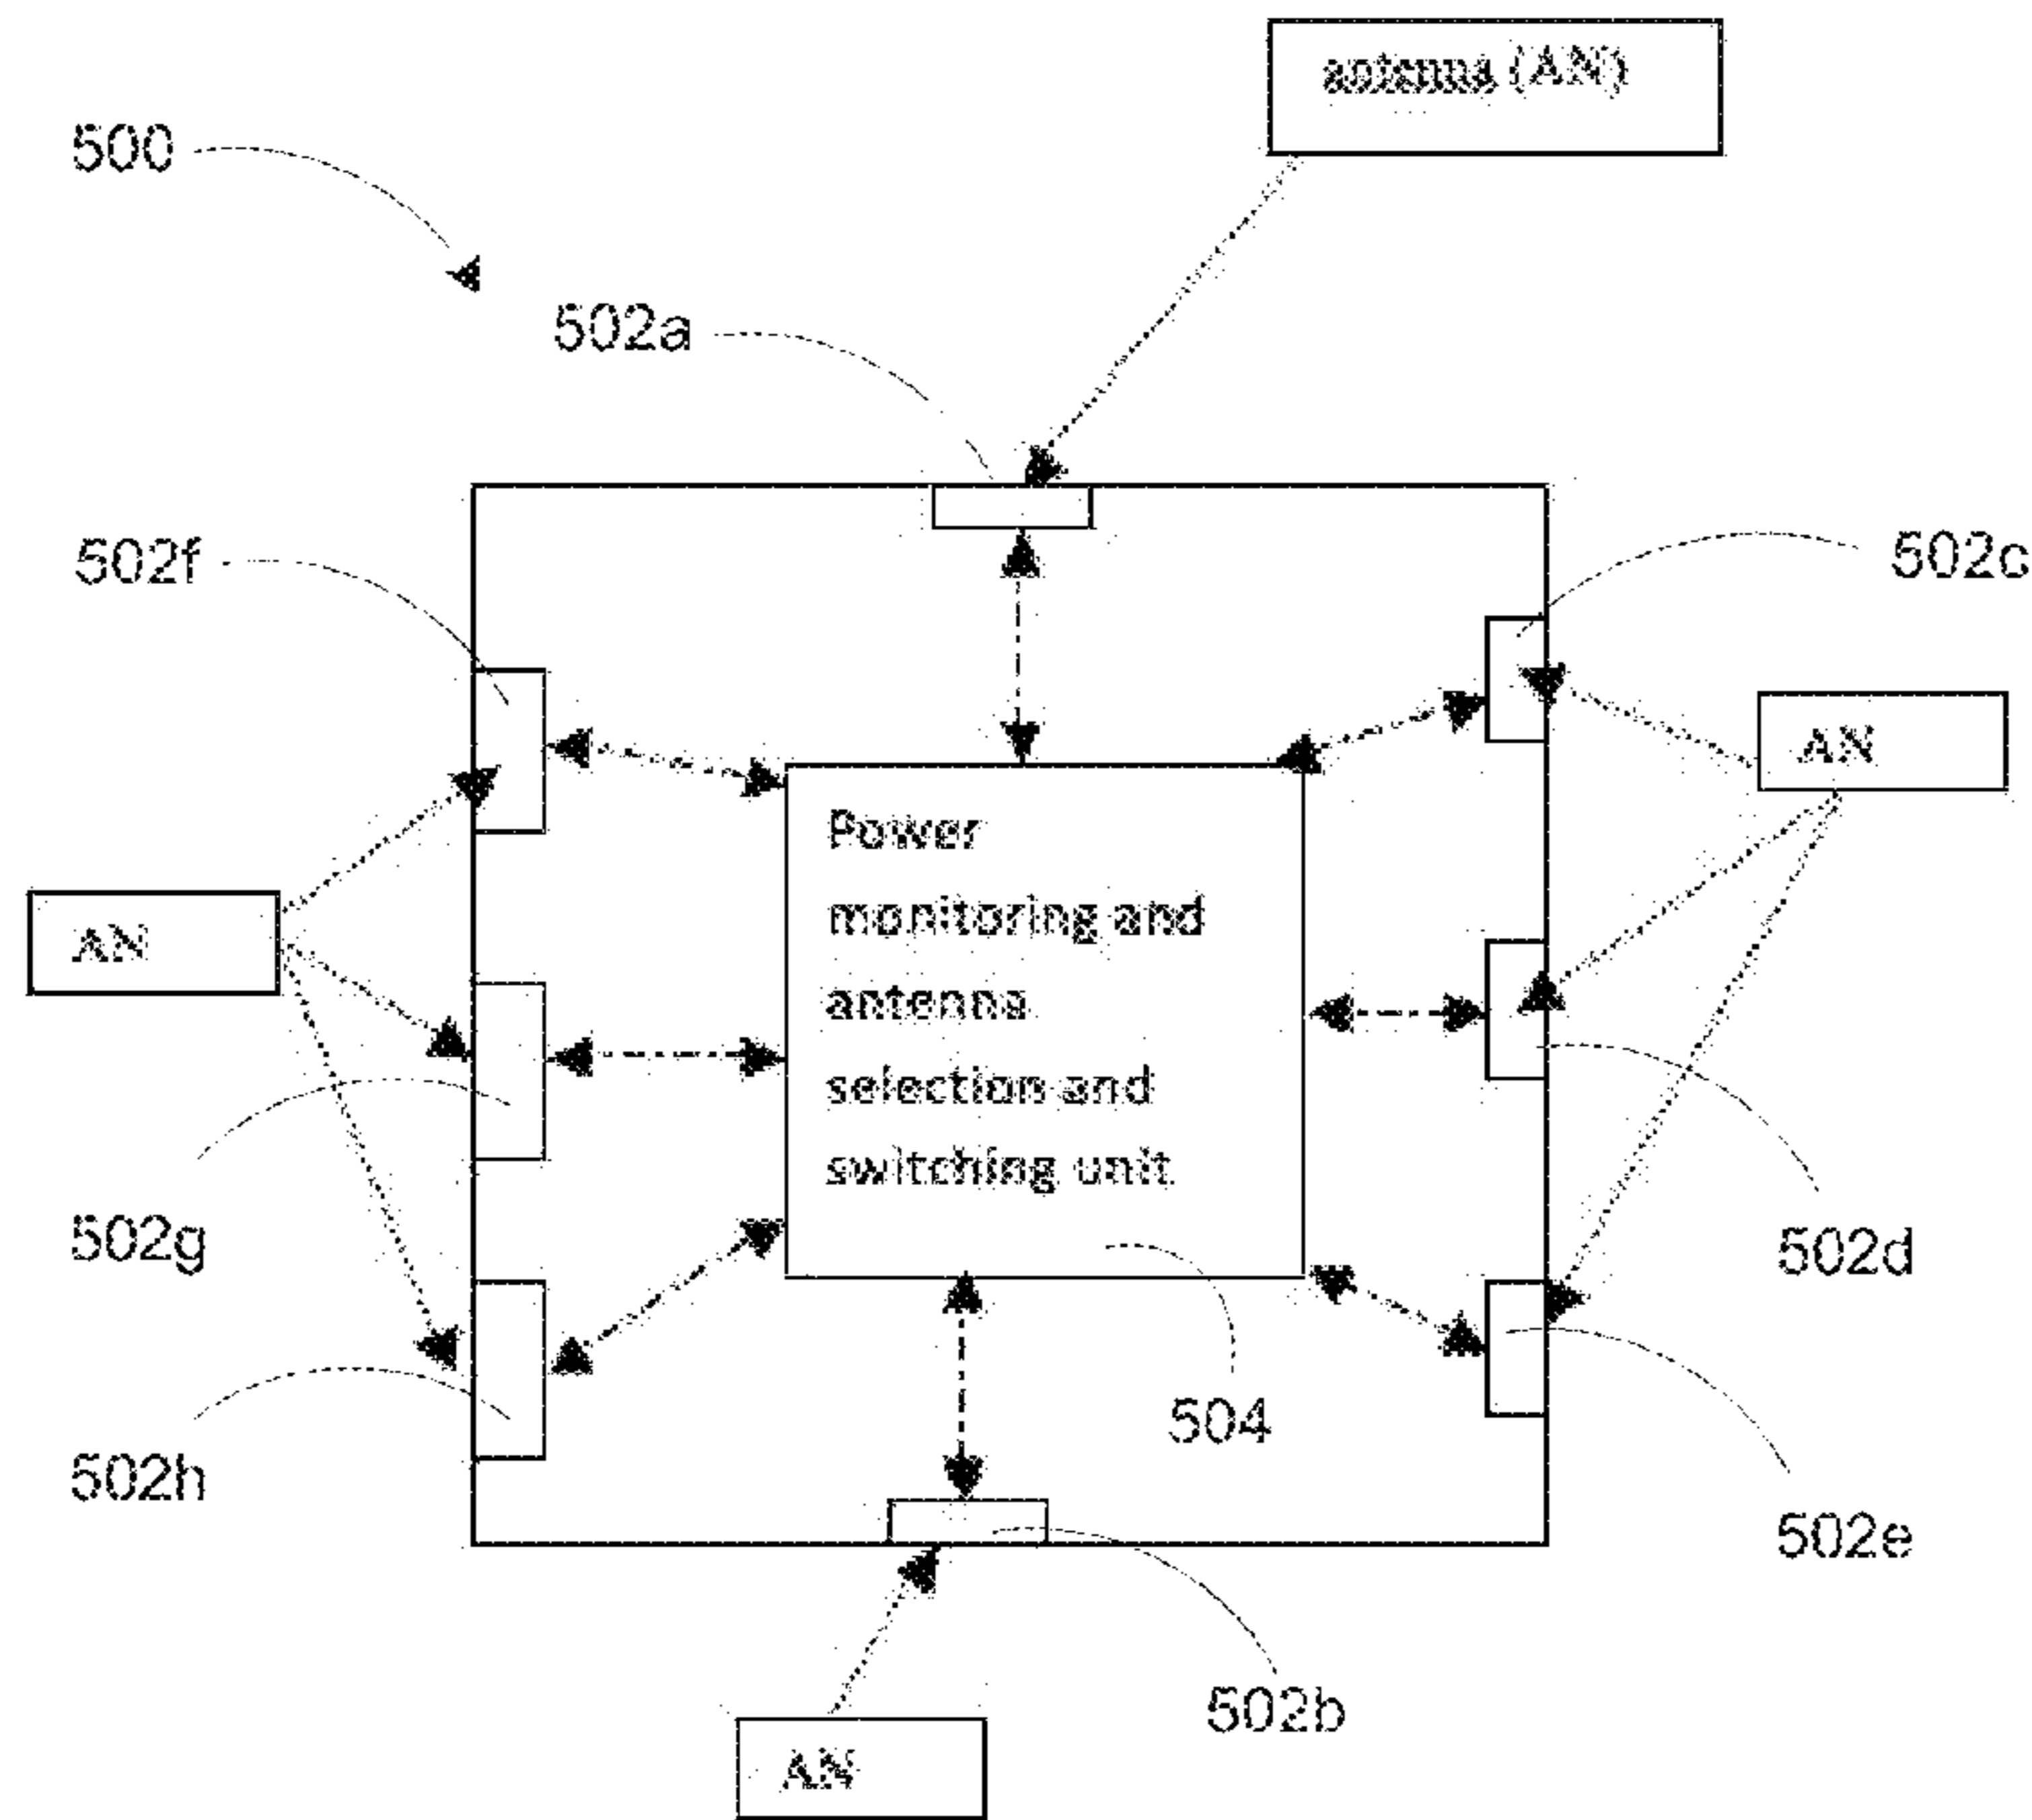 antenna (AN)
500
502a
502f
502c
AN
Power
monitoring and
antenna
selection and
switching unit
AN
502g
502d
504
502h
502e
502b
AN